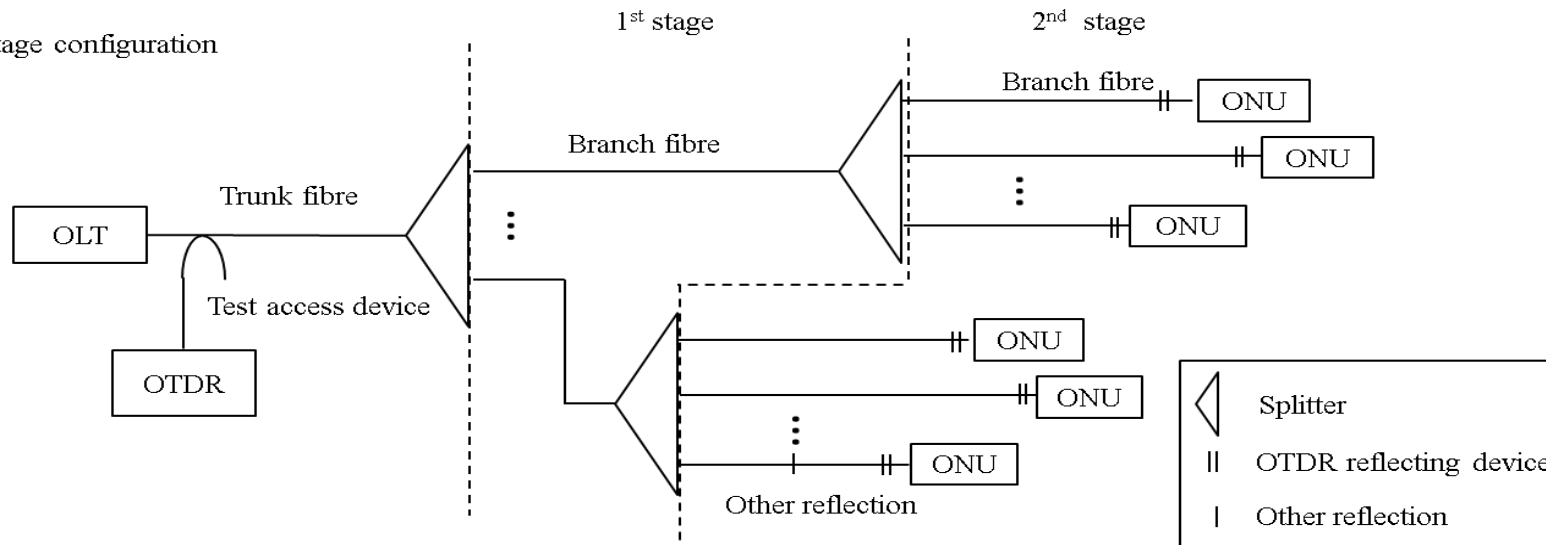 1st stage
2nd stage
configuration
Branch fibre
ONU
Branch fibre
ONU
Trunk fibre
ONU
OLT
Test access device
ONU
OTDR
ONU
Splitter
ONU
OTDR reflecting device
Other reflection
Other reflection